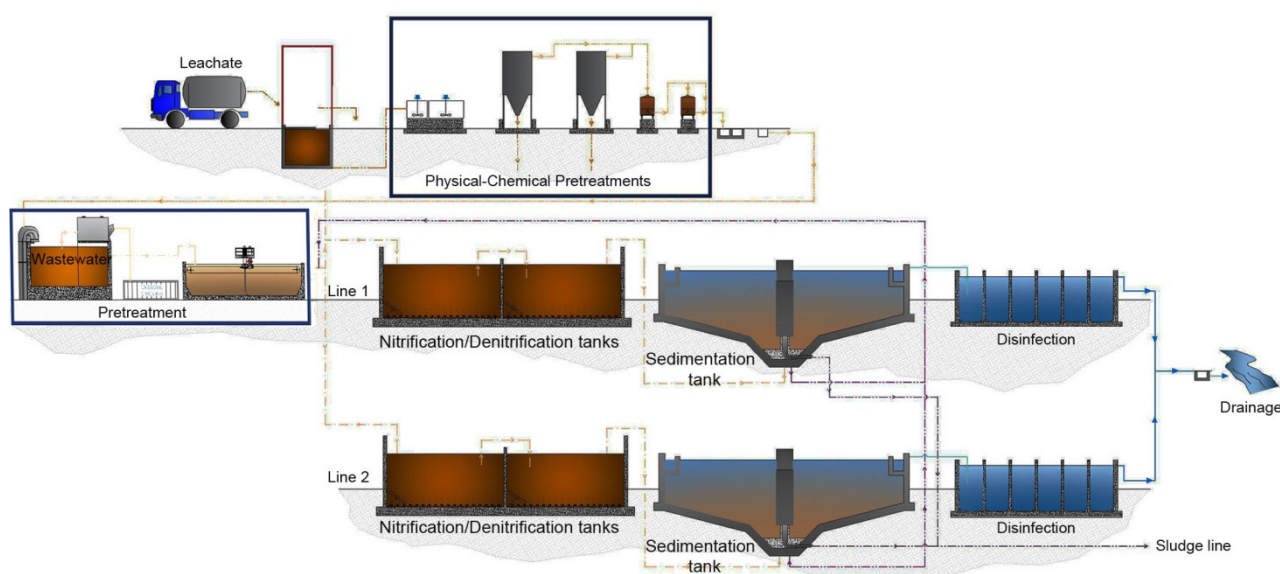 Leachate
Physical-Chemical Pretreatments
Wastewater
Pretreatment
Line 1
Nitrification/Denitrification tanks
Sedimentation
tank
Disinfection
Drainage
Line 2
Nitrification/Denitrification tanks
Sedimentation
tank
Disinfection
Sludge line